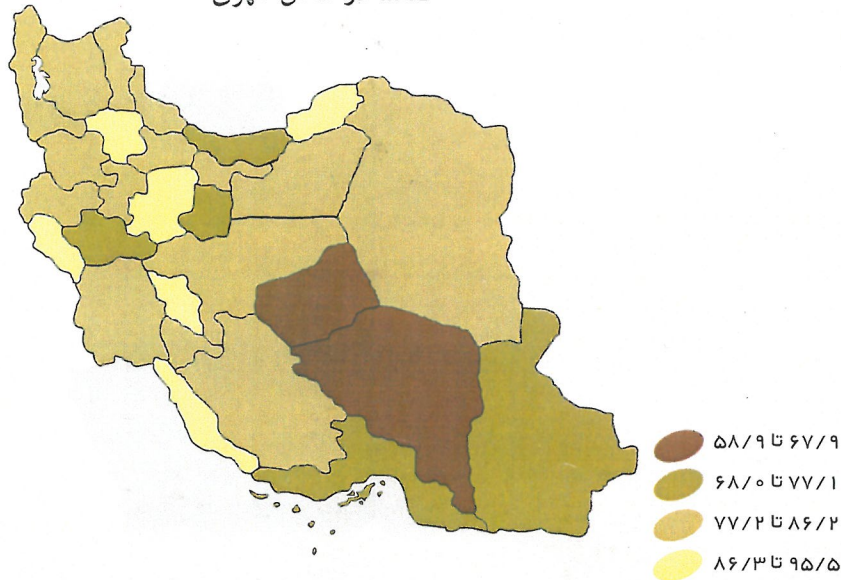 ۵۸/۹ تا ۶۷/۹
۶۸/۰ تا ۷۷/۱
۷۷/۲ تا ۸۶/۲
۸۶/۳ تا ۹۵/۵